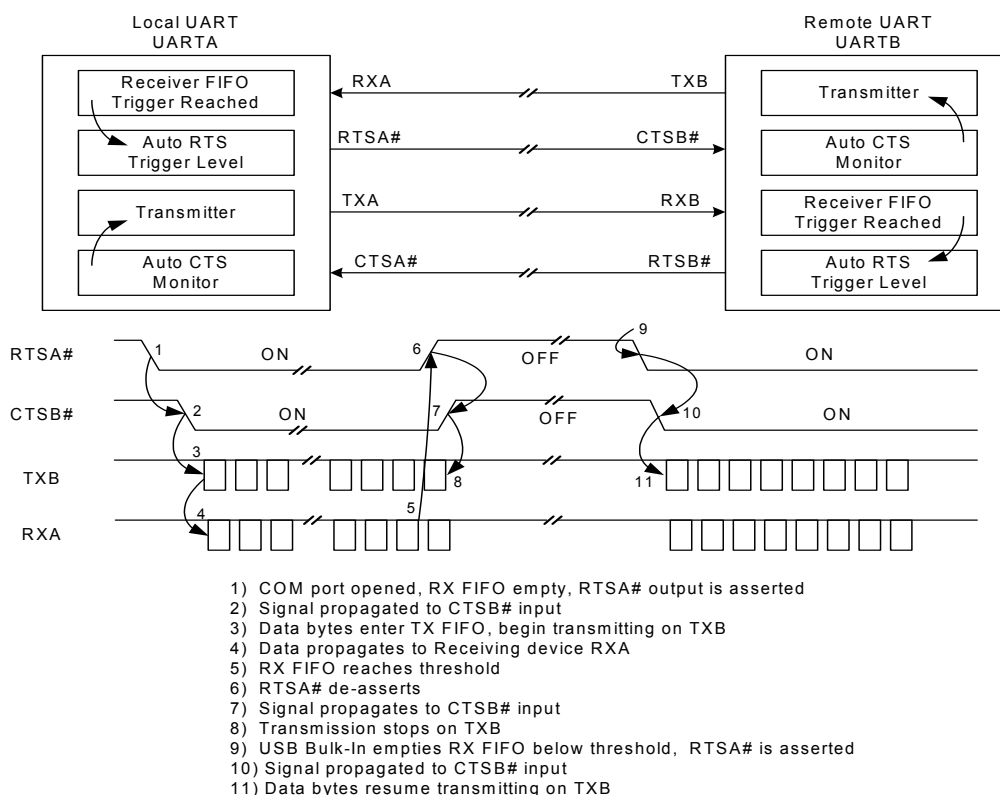 Local UART
UARTA
Remote UART
UARTB
Receiver FIFO
Trigger Reached
RXA
TXB
Transmitter
Auto RTS
Trigger Level
RTSA#
CTSB#
Auto CTS
Monitor
Transmitter
TXA
RXB
Receiver FIFO
Trigger Reached
Auto CTS
Monitor
CTSA#
RTSB#
Auto RTS
Trigger Level
RTSA#
1
ON
6
OFF
9
ON
CTSB#
2
ON
7
OFF
10
ON
TXB
3
8
11
RXA
4
5
1) COM port opened, RX FIFO empty, RTSA# output is asserted
2) Signal propagated to CTSB# input
3) Data bytes enter TX FIFO, begin transmitting on TXB
4) Data propagates to Receiving device RXA
5) RX FIFO reaches threshold
6) RTSA# de-asserts
7) Signal propagates to CTSB# input
8) Transmission stops on TXB
9) USB Bulk-In empties RX FIFO below threshold, RTSA# is asserted
10) Signal propagated to CTSB# input
11) Data bytes resume transmitting on TXB